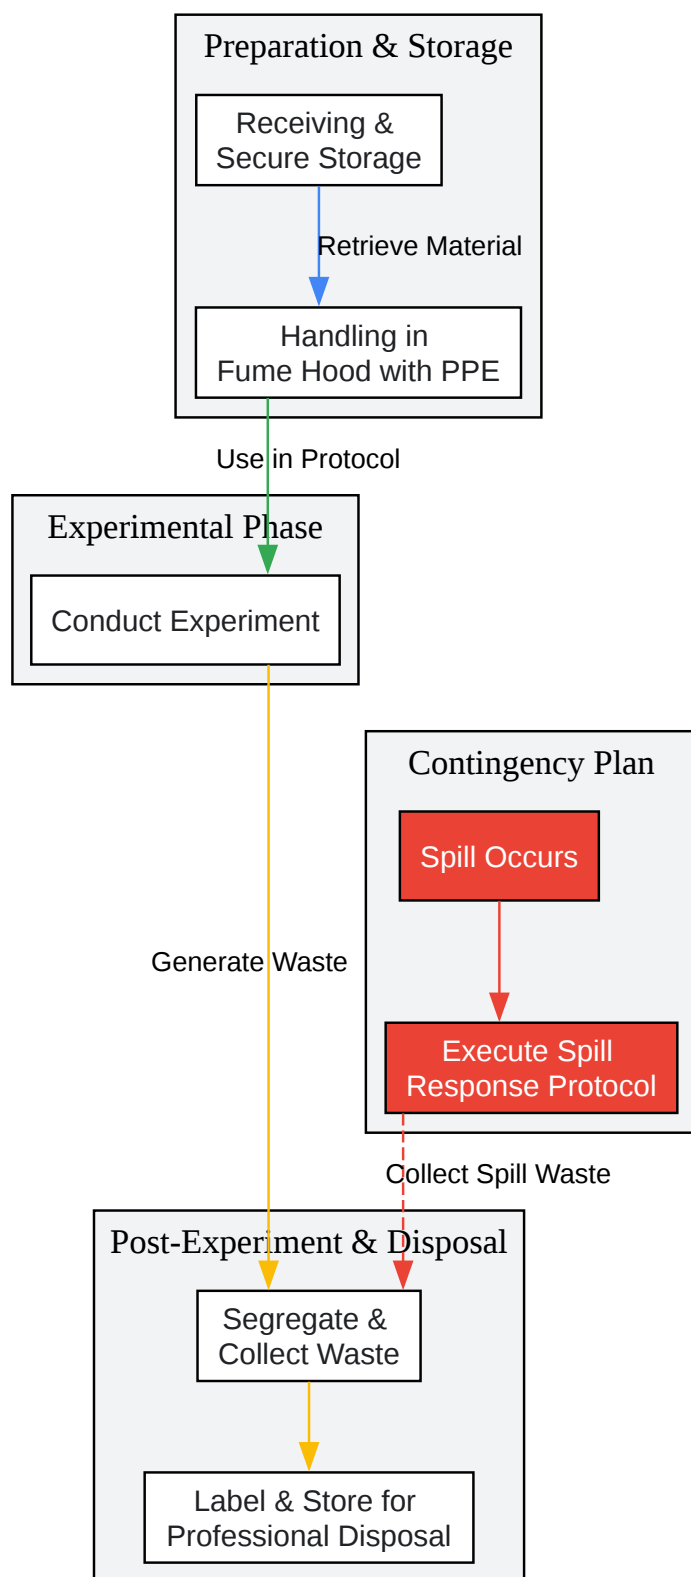 Preparation & Storage
Receiving &
Secure Storage
Retrieve Material
Handling in
Fume Hood with PPE
Use in Protocol
Experimental Phase
Conduct Experiment
Contingency Plan
Spill Occurs
Generate Waste
Execute Spill
Response Protocol
Collect Spill Waste
Post-Experiment & Disposal
Segregate &
Collect Waste
Label & Store for
Professional Disposal